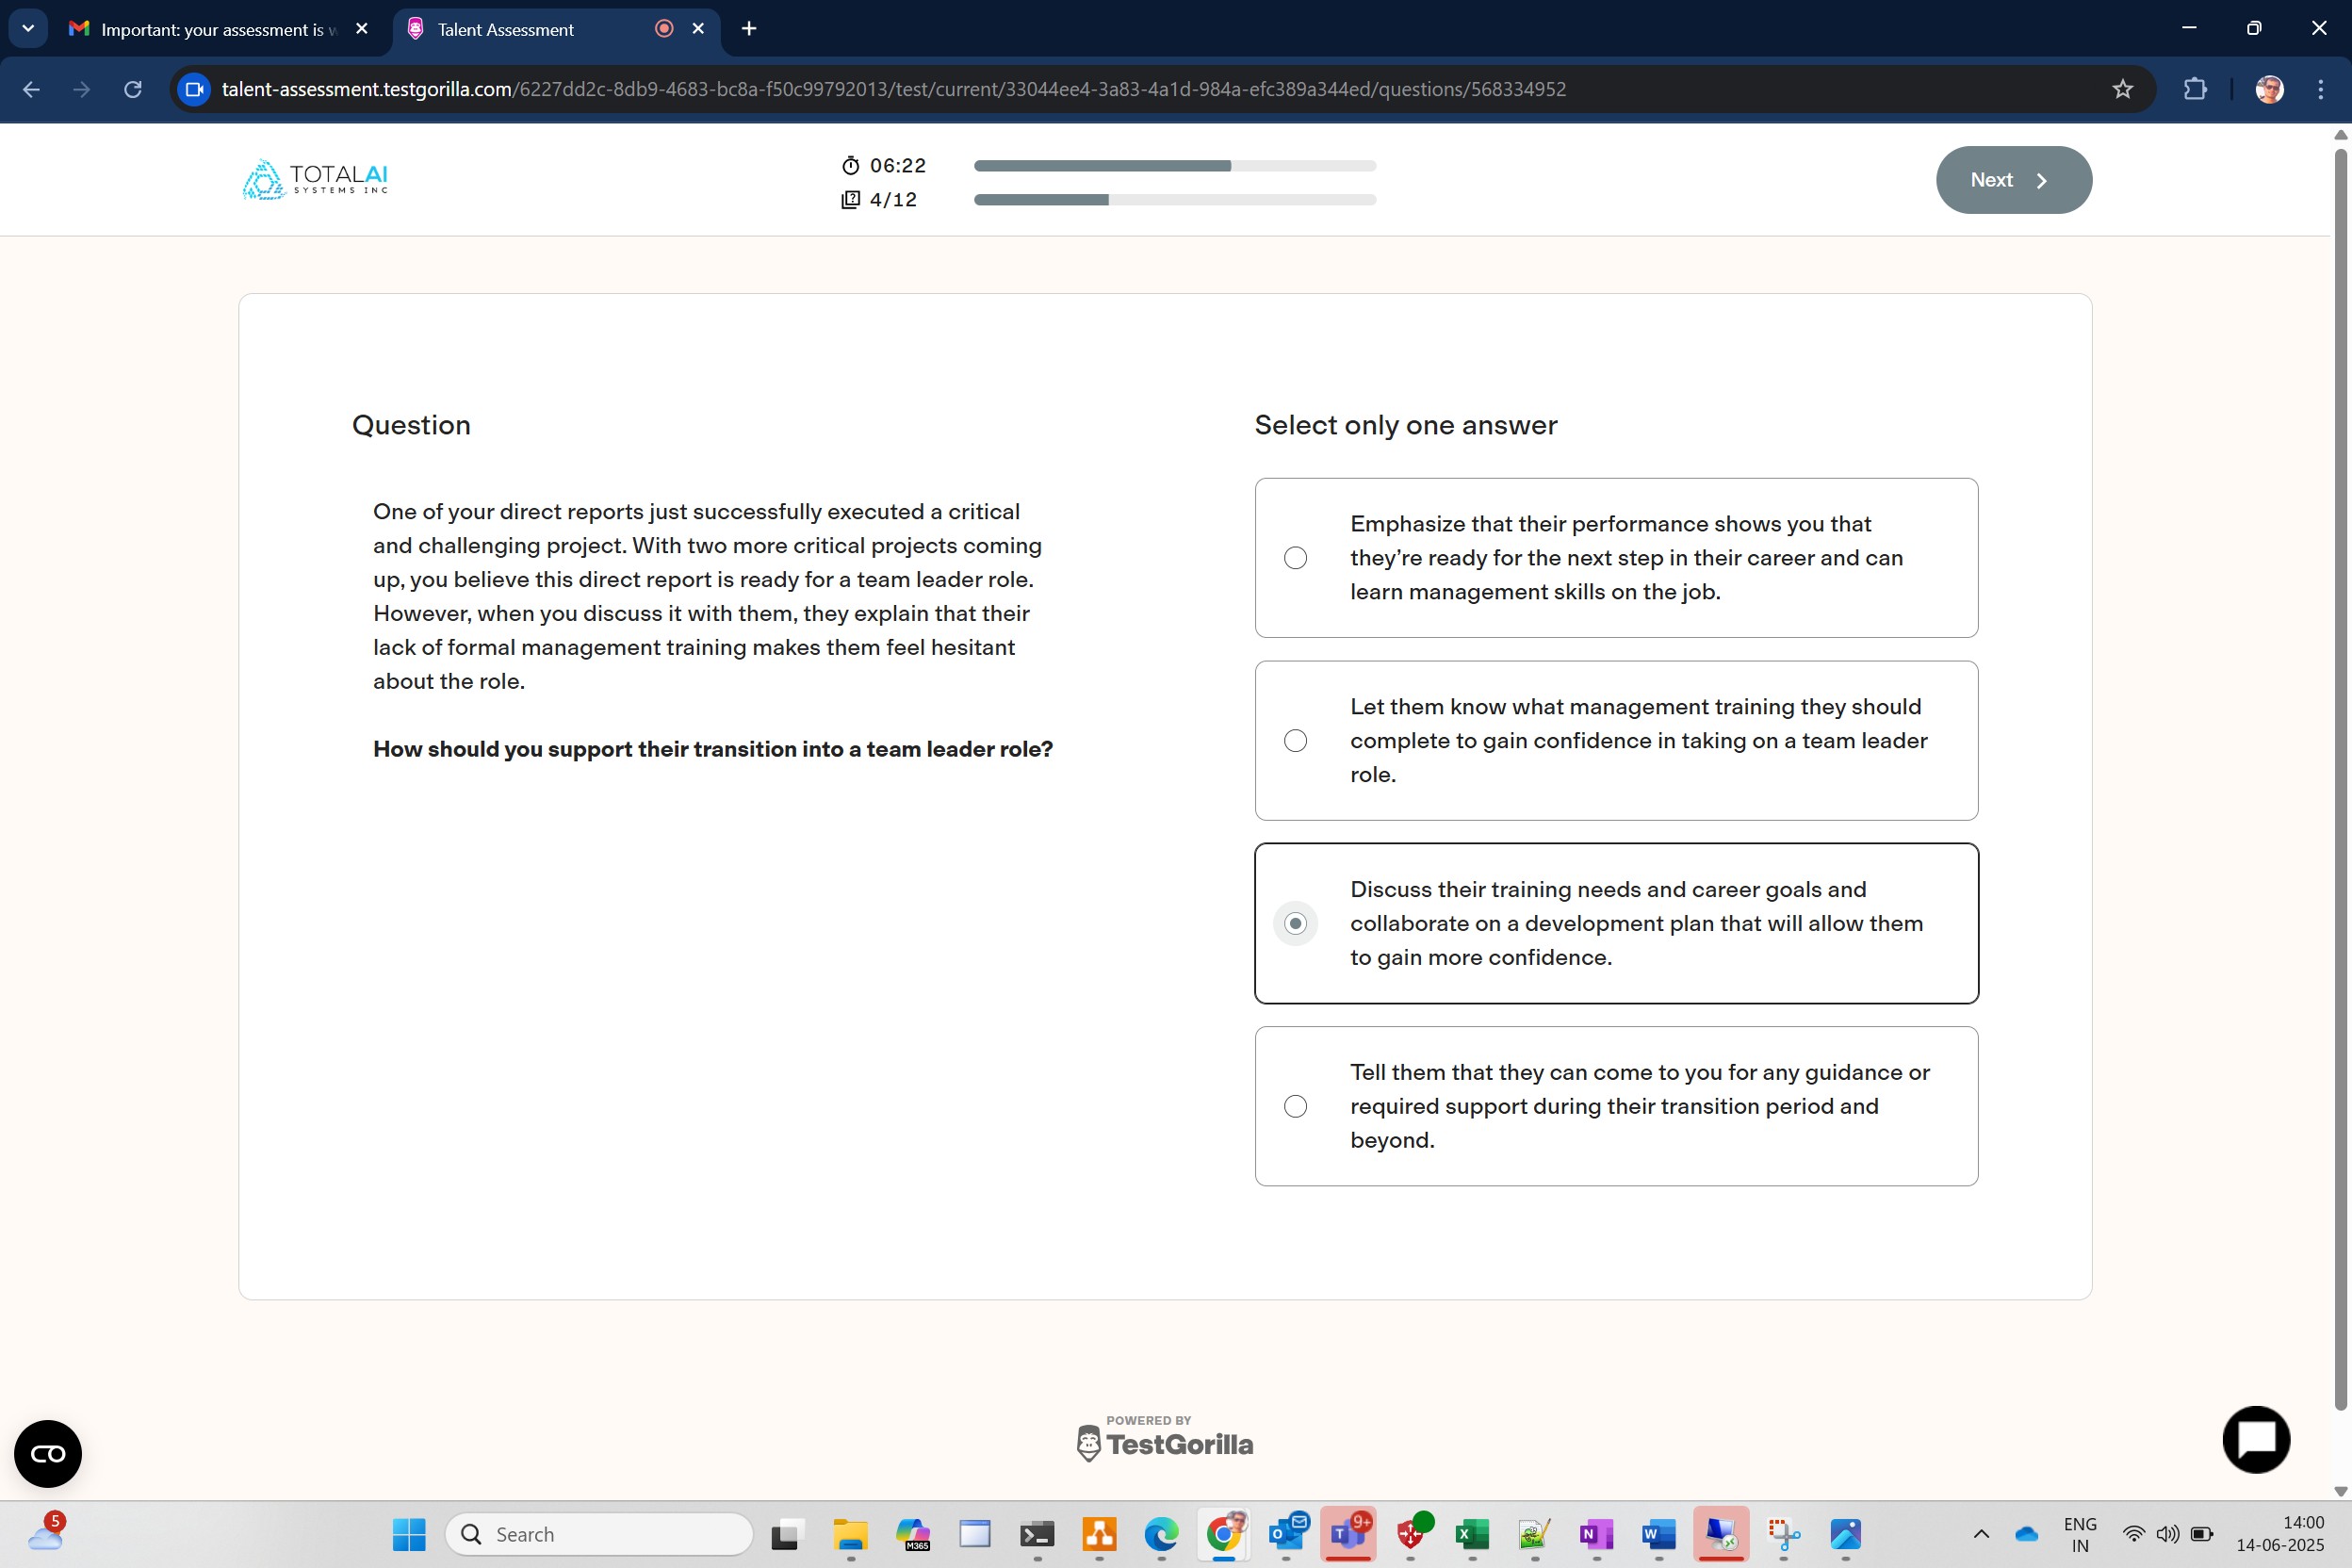 Important: your assessment is w
Talent Assessment
talent-assessment.testgorilla.com/6227dd2c-8db9-4683-bc8a-f50c99792013/test/current/33044ee4-3a83-4a1d-984a-efc389a344ed/questions/568334952
TOTALAI
SYSTEMS INC
06:22
4/12
Next
Question
One of your direct reports just successfully executed a critical
and challenging project. With two more critical projects coming
up, you believe this direct report is ready for a team leader role.
However, when you discuss it with them, they explain that their
lack of formal management training makes them feel hesitant
about the role.
How should you support their transition into a team leader role?
Select only one answer
Emphasize that their performance shows you that
they’re ready for the next step in their career and can
learn management skills on the job.
Let them know what management training they should
complete to gain confidence in taking on a team leader
role.
Discuss their training needs and career goals and
collaborate on a development plan that will allow them
to gain more confidence.
Tell them that they can come to you for any guidance or
required support during their transition period and
beyond.
POWERED BY
TestGorilla
5
Search
M365
9+
ENG
IN
14:00
14-06-2025